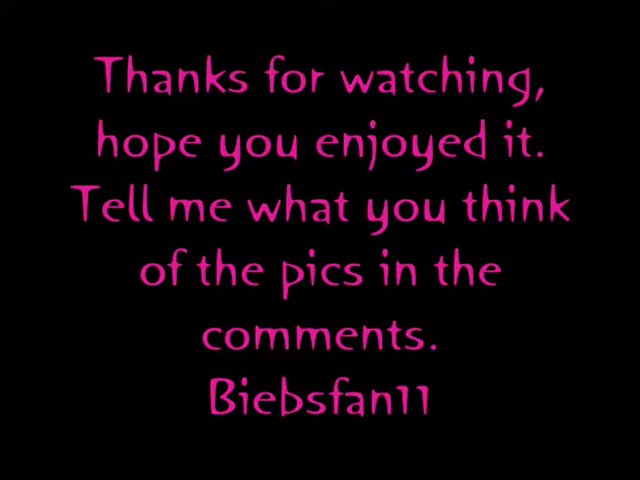 Thanks for watching,
hope you enjoyed it.
Tell me what you think
of the pics in the
comments.
Biebsfan11